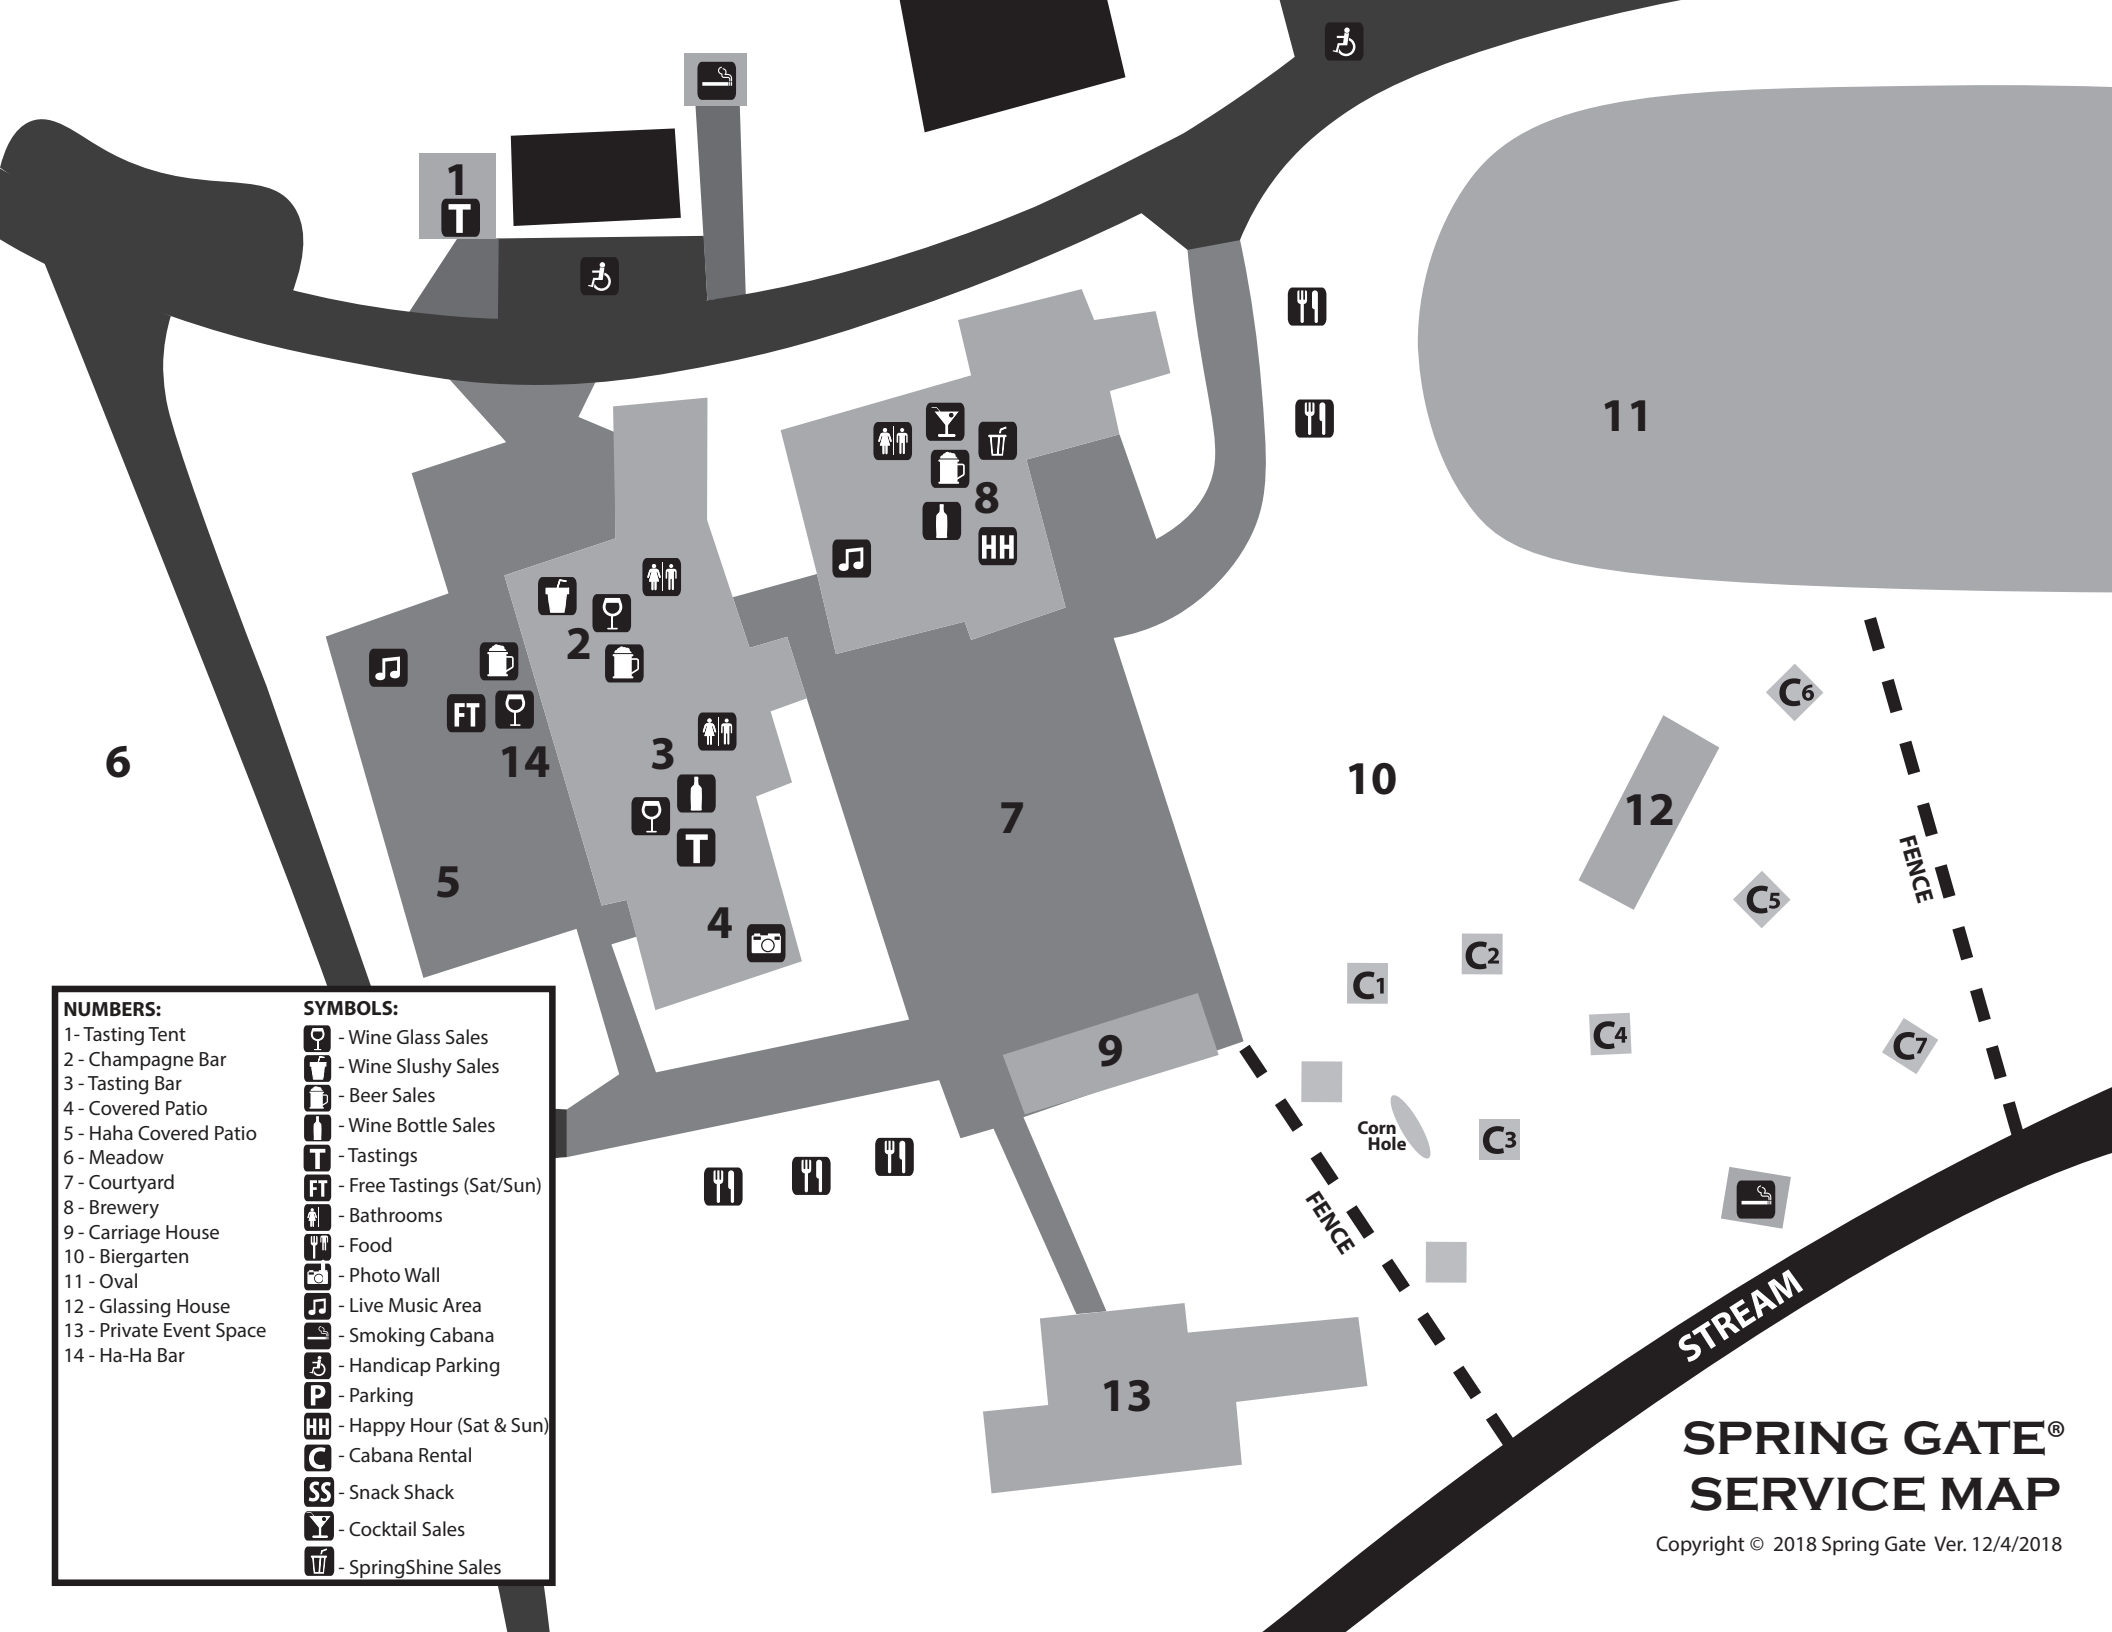 1
T
11
8
HH
2
FT
14
3
T
6
5
4
7
10
12
9
13
C6
C5
C2
C1
C4
C7
C3
Corn
Hole
FENCE
FENCE
STREAM
NUMBERS:
1- Tasting Tent
2 - Champagne Bar
3 - Tasting Bar
4 - Covered Patio
5 - Haha Covered Patio
6 - Meadow
7 - Courtyard
8 - Brewery
9 - Carriage House
10 - Biergarten
11 - Oval
12 - Glassing House
13 - Private Event Space
14 - Ha-Ha Bar
SYMBOLS:
- Wine Glass Sales
- Wine Slushy Sales
- Beer Sales
- Wine Bottle Sales
T - Tastings
FT - Free Tastings (Sat/Sun)
- Bathrooms
- Food
- Photo Wall
- Live Music Area
- Smoking Cabana
- Handicap Parking
P - Parking
HH - Happy Hour (Sat & Sun)
C - Cabana Rental
SS - Snack Shack
- Cocktail Sales
- SpringShine Sales
SPRING GATE®
SERVICE MAP
Copyright © 2018 Spring Gate Ver. 12/4/2018